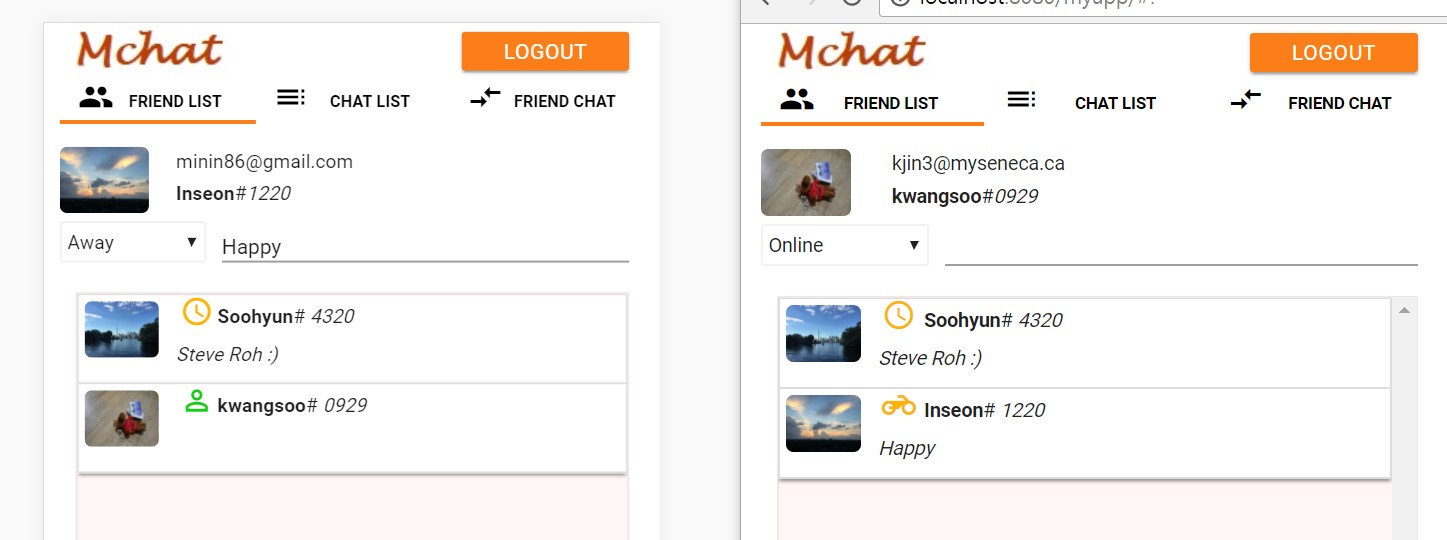 Mchat
LOGOUT
FRIEND LIST CHAT LIST FRIEND CHAT
minin86@gmail.com
Inseon#1220
Away ▼ Happy
Soohyun# 4320
Steve Roh :)
kwangsoo# 0929
localhost:8080/myapp/#!
Mchat
LOGOUT
FRIEND LIST CHAT LIST FRIEND CHAT
kjin3@myseneca.ca
kwangsoo#0929
Online ▼
Soohyun# 4320
Steve Roh :)
Inseon# 1220
Happy